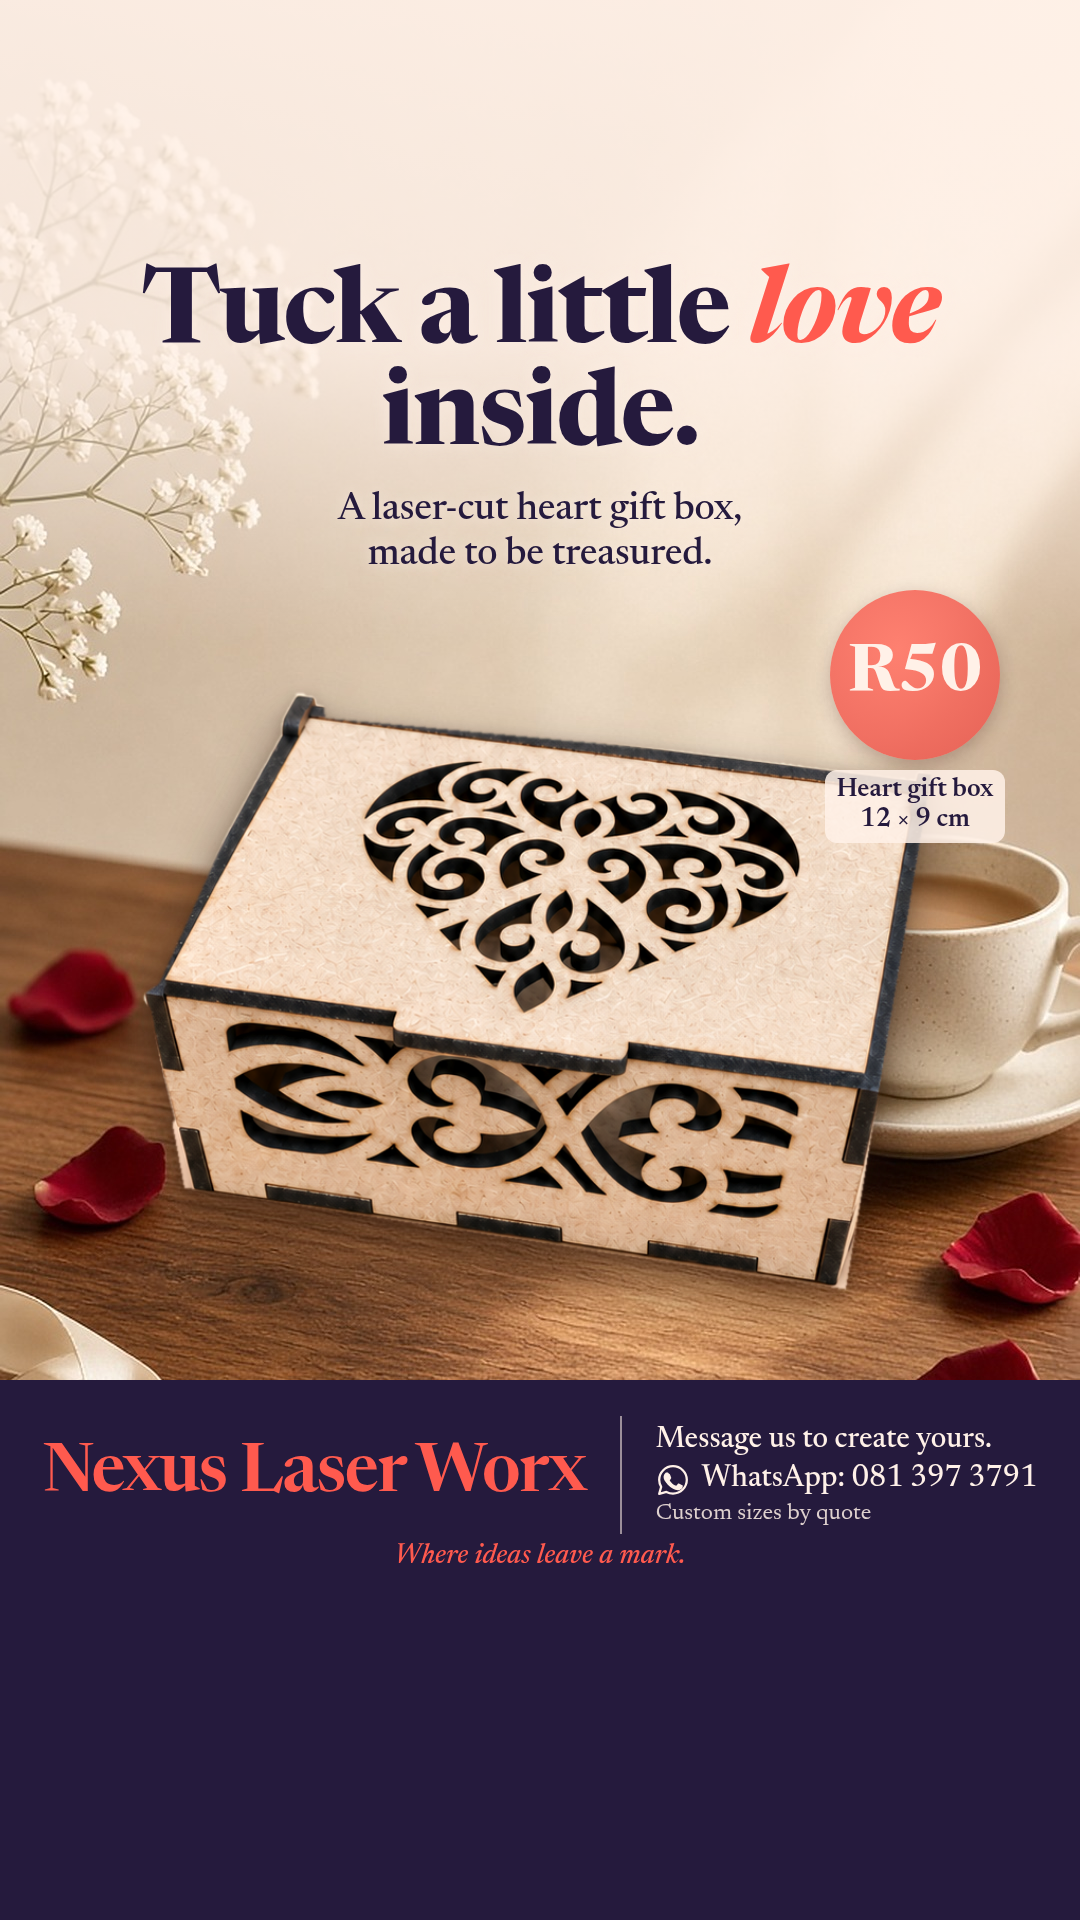 Tuck a little love
inside.
A laser-cut heart gift box,
made to be treasured.
R50
Heart gift box
12 × 9 cm
Nexus Laser Worx
Message us to create yours.
WhatsApp: 081 397 3791
Custom sizes by quote
Where ideas leave a mark.